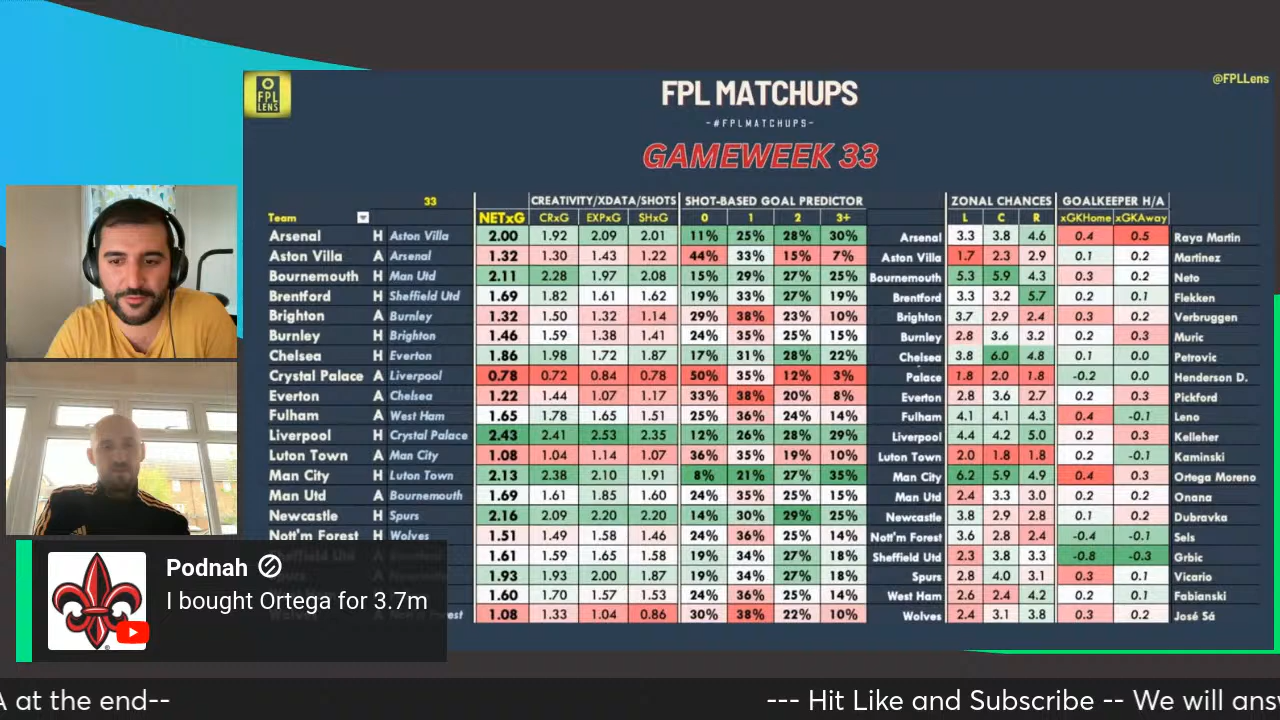 FPL LENS
@FPLLens
FPL MATCHUPS
-#FPLMATCHUPS-
GAMEWEEK 33
33 CREATIVITY/XDATA/SHOTS SHOT-BASED GOAL PREDICTOR ZONAL CHANCES GOALKEEPER H/A
Team NETxG CRxG EXPxG SHxG 0 1 2 3+ L C R xGKHome xGKAway
Arsenal H Aston Villa 2.00 1.92 2.09 2.01 11% 25% 28% 30% Arsenal 3.3 3.8 4.6 0.4 0.5 Raya Martin
Aston Villa A Arsenal 1.32 1.30 1.43 1.22 44% 33% 15% 7% Aston Villa 1.7 2.3 2.9 0.1 0.2 Martinez
Bournemouth H Man Utd 2.11 2.28 1.97 2.08 15% 29% 27% 25% Bournemouth 5.3 5.9 4.3 0.3 0.2 Neto
Brentford H Sheffield Utd 1.69 1.82 1.61 1.62 19% 33% 27% 19% Brentford 3.3 3.2 5.7 0.2 0.1 Flekken
Brighton A Burnley 1.32 1.50 1.32 1.14 29% 38% 23% 10% Brighton 3.7 2.9 2.4 0.3 0.2 Verbruggen
Burnley H Brighton 1.46 1.59 1.38 1.41 24% 35% 25% 15% Burnley 2.8 3.6 3.2 0.2 0.3 Muric
Chelsea H Everton 1.86 1.98 1.72 1.87 17% 31% 28% 22% Chelsea 3.8 6.0 4.8 0.1 0.0 Petrovic
Crystal Palace A Liverpool 0.78 0.72 0.84 0.78 50% 35% 12% 3% Palace 1.8 2.0 1.8 -0.2 0.0 Henderson D.
Everton A Chelsea 1.22 1.44 1.07 1.17 33% 38% 20% 8% Everton 2.8 3.6 2.7 0.2 0.3 Pickford
Fulham A West Ham 1.65 1.78 1.65 1.51 25% 36% 24% 14% Fulham 4.1 4.1 4.3 0.4 -0.1 Leno
Liverpool H Crystal Palace 2.43 2.41 2.53 2.35 12% 26% 28% 29% Liverpool 4.4 4.2 5.0 0.2 0.3 Kelleher
Luton Town A Man City 1.08 1.04 1.14 1.07 36% 35% 19% 10% Luton Town 2.0 1.8 1.8 0.2 -0.1 Kaminski
Man City H Luton Town 2.13 2.38 2.10 1.91 8% 21% 27% 35% Man City 6.2 5.9 4.9 0.4 0.3 Ortega Moreno
Man Utd A Bournemouth 1.69 1.61 1.85 1.60 24% 35% 25% 15% Man Utd 2.4 3.3 3.0 0.2 0.2 Onana
Newcastle H Spurs 2.16 2.09 2.20 2.20 14% 30% 29% 25% Newcastle 3.8 2.9 2.8 0.1 0.2 Dubravka
Nott'm Forest H Wolves 1.51 1.49 1.58 1.46 24% 36% 25% 14% Nott'm Forest 3.6 2.8 2.4 -0.4 -0.1 Sels
Sheffield Utd A 1.61 1.59 1.65 1.58 19% 34% 27% 18% Sheffield Utd 2.3 3.8 3.3 -0.8 -0.3 Grbic
1.93 1.93 2.00 1.87 19% 34% 27% 18% Spurs 2.8 4.0 3.1 0.3 0.1 Vicario
1.60 1.70 1.57 1.53 24% 36% 25% 14% West Ham 2.6 2.4 4.2 0.2 0.1 Fabianski
Forest 1.08 1.33 1.04 0.86 30% 38% 22% 10% Wolves 2.4 3.1 3.8 0.3 0.2 José Sá
Podnah
I bought Ortega for 3.7m
A at the end-- --- Hit Like and Subscribe -- We will ans